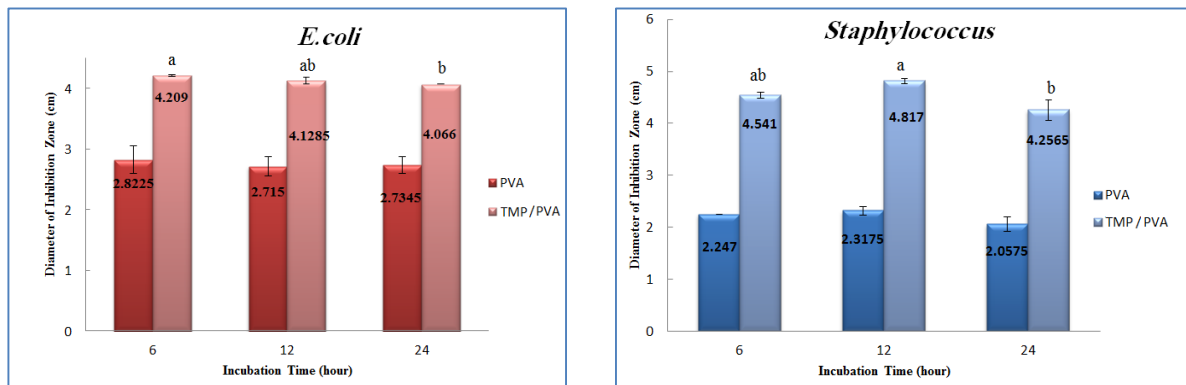 E.coli
Diameter of Inhibition Zone (cm)
4
3
2
1
0
a
ab
b
4.209
4.1285
4.066
2.8225
2.715
2.7345
PVA
TMP/PVA
6
12
24
Incubation Time (hour)
Staphylococcus
Diameter of Inhibition Zone (cm)
6
5
4
3
2
1
0
ab
a
b
4.541
4.817
4.2565
2.247
2.3175
2.0575
PVA
TMP / PVA
6
12
24
Incubation Time (hour)